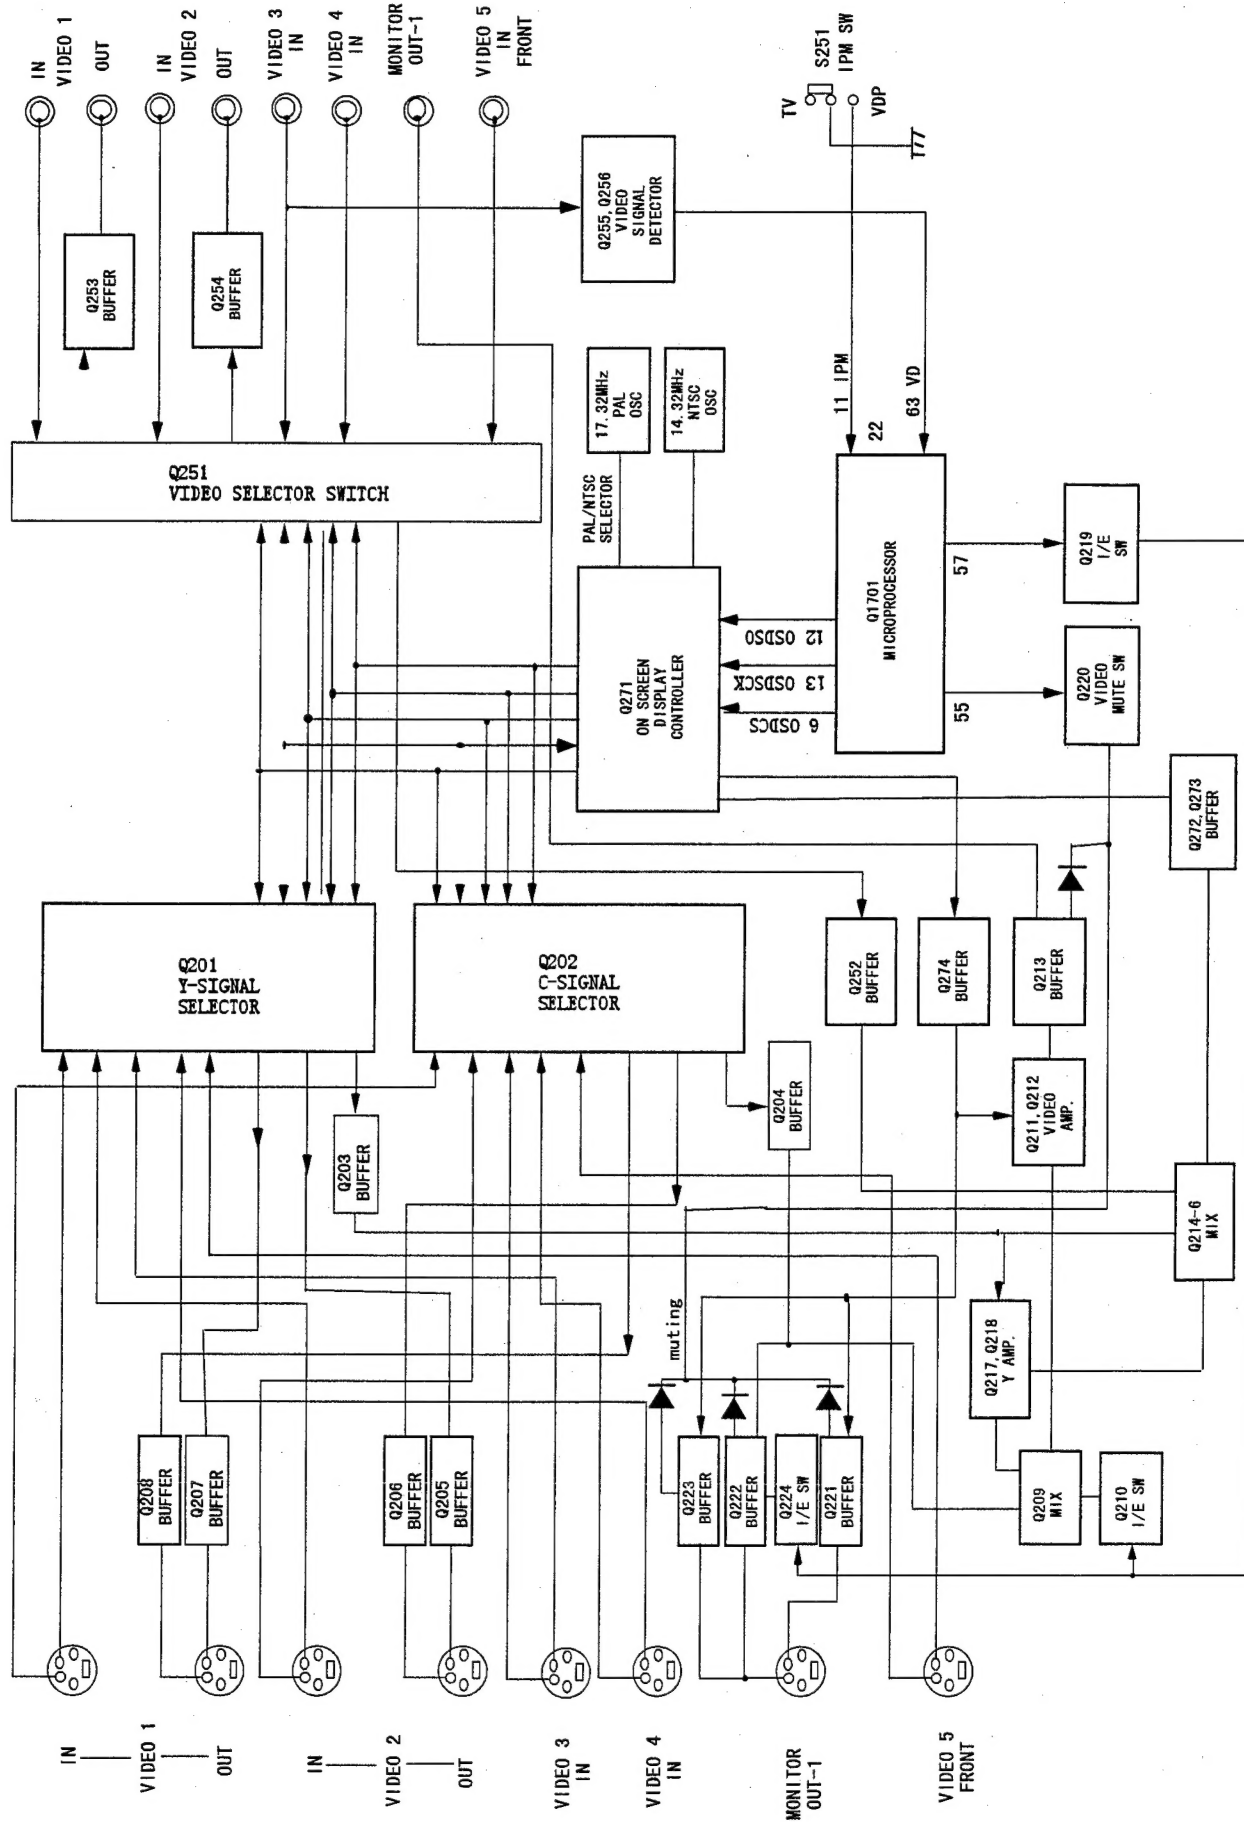 IN
VIDEO 1
OUT
IN
VIDEO 2
OUT
VIDEO 3
IN
VIDEO 4
IN
MONITOR
OUT-1
VIDEO 5
IN
FRONT
TV
VDP
S251
IPM SW
Q253
BUFFER
Q254
BUFFER
Q255, Q256
VIDEO
SIGNAL
DETECTOR
Q251
VIDEO SELECTOR SWITCH
17.32MHz
PAL
OSC
14.32MHz
NTSC
OSC
PAL/NTSC
SELECTOR
11 IPM
22
63 VD
Q271
ON SCREEN
DISPLAY
CONTROLLER
12 OSDSO
13 OSDSCK
6 OSDCS
Q1701
MICROPROCESSOR
57
55
Q219
I/E
SW
Q220
VIDEO
MUTE SW
Q272, Q273
BUFFER
Q201
Y-SIGNAL
SELECTOR
Q202
C-SIGNAL
SELECTOR
Q252
BUFFER
Q274
BUFFER
Q213
BUFFER
Q203
BUFFER
Q204
BUFFER
Q211, Q212
VIDEO
AMP.
Q214-6
MIX
muting
Q217, Q218
Y AMP.
Q208
BUFFER
Q207
BUFFER
Q206
BUFFER
Q205
BUFFER
Q223
BUFFER
Q222
BUFFER
Q224
I/E SW
Q221
BUFFER
Q209
MIX
Q210
I/E SW
IN
VIDEO 1
OUT
IN
VIDEO 2
OUT
VIDEO 3
IN
VIDEO 4
IN
MONITOR
OUT-1
VIDEO 5
FRONT